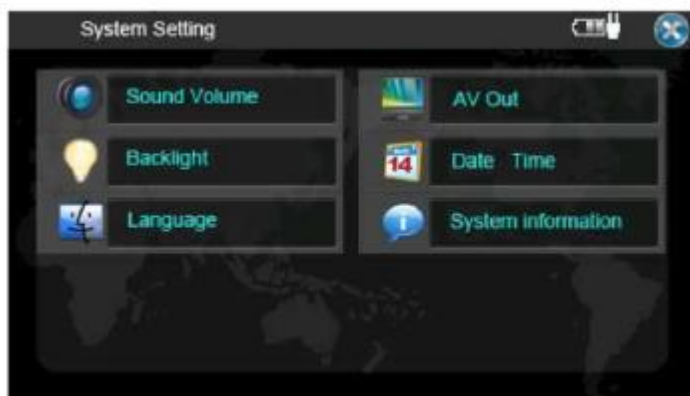 System Setting
Sound Volume
AV Out
Backlight
14
Date Time
Language
System information